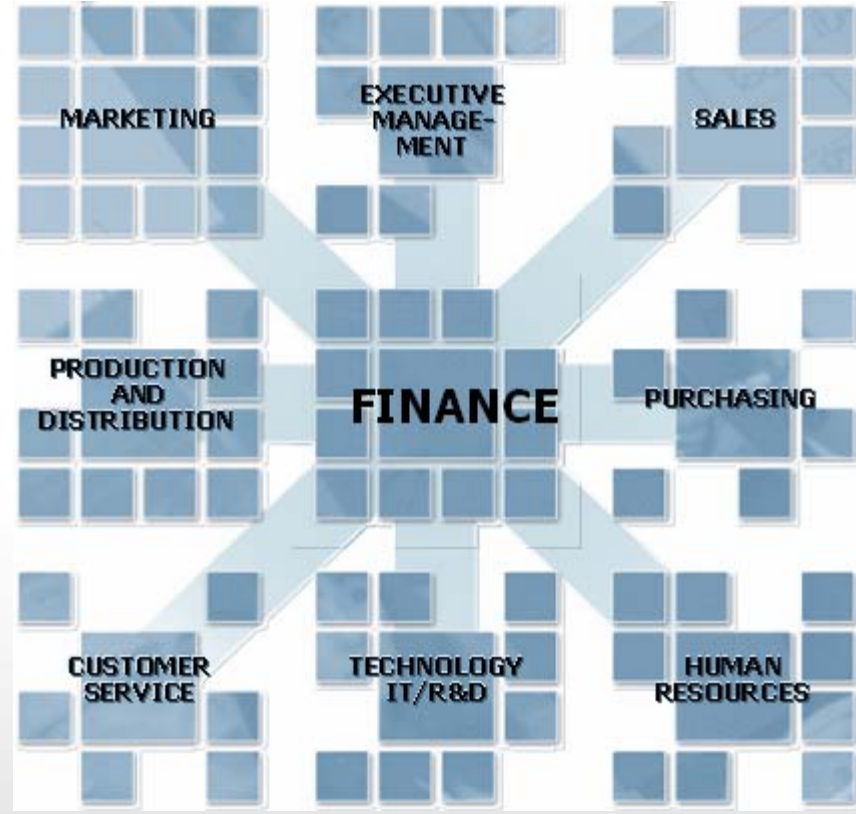 MARKETING
EXECUTIVE
MANAGE-
MENT
SALES
PRODUCTION
AND
DISTRIBUTION
FINANCE
PURCHASING
CUSTOMER
SERVICE
TECHNOLOGY
IT/R&D
HUMAN
RESOURCES